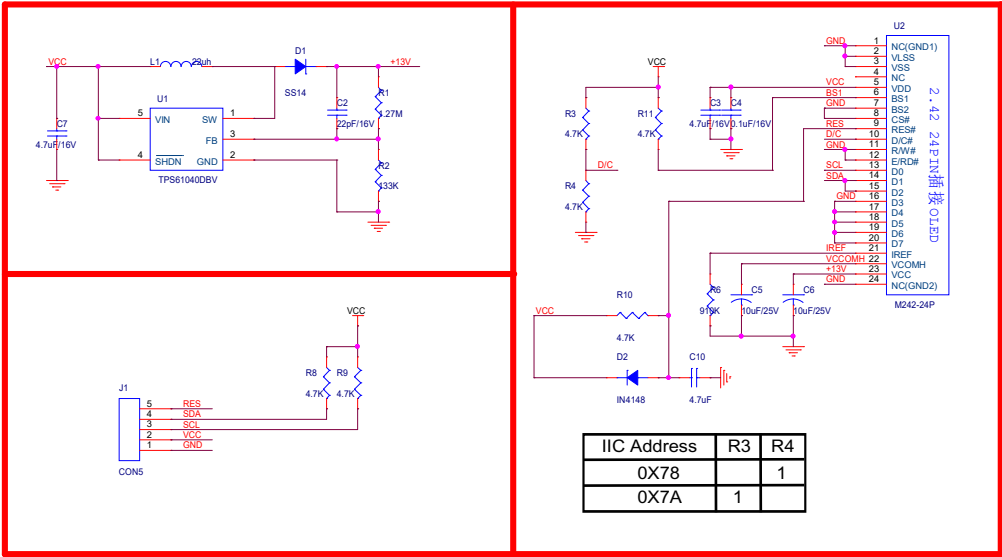 VCC
L1
22uh
D1
SS14
+13V
U1
5
VIN
SW
1
FB
3
4
SHDN
GND
2
TPS61040DBV
C7
4.7uF/16V
C2
22pF/16V
R1
1.27M
R2
133K
VCC
R8
4.7K
R9
4.7K
J1
5
RES
4
SDA
3
SCL
2
VCC
1
GND
CON5
VCC
R3
4.7K
R11
4.7K
D/C
R4
4.7K
C3
4.7uF/16V
C4
0.1uF/16V
U2
GND
1
NC(GND1)
2
VLSS
3
VSS
4
NC
VCC
5
VDD
BS1
6
BS1
GND
7
BS2
8
CS#
RES
9
RES#
D/C
10
D/C#
GND
11
R/W#
12
E/RD#
SCL
13
D0
SDA
14
D1
15
D2
GND
16
D3
17
D4
18
D5
19
D6
20
D7
IREF
21
IREF
VCCOMH
22
VCOMH
+13V
23
VCC
GND
24
NC(GND2)
M242-24P
2.42 24PIN插接OLED
R6
910K
C5
10uF/25V
C6
10uF/25V
VCC
R10
4.7K
D2
IN4148
C10
4.7uF
IIC Address R3 R4
0X78 1
0X7A 1